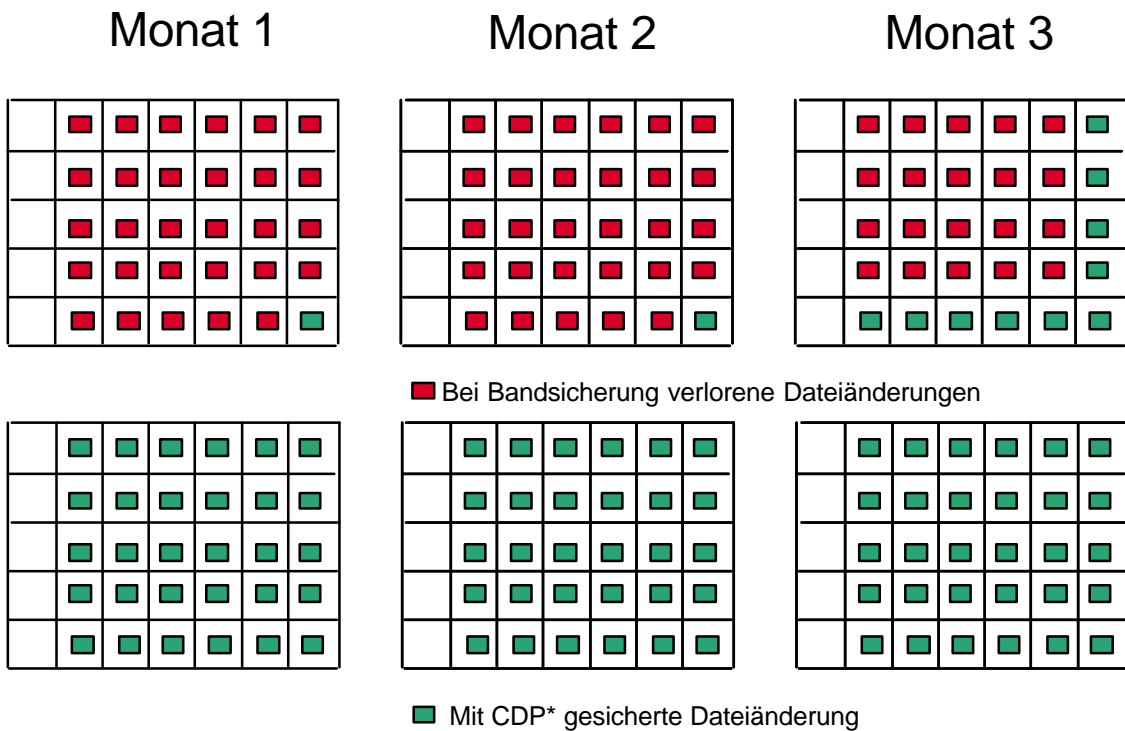 Monat 1 Monat 2 Monat 3
Bei Bandsicherung verlorene Dateiänderungen
Mit CDP* gesicherte Dateiänderung